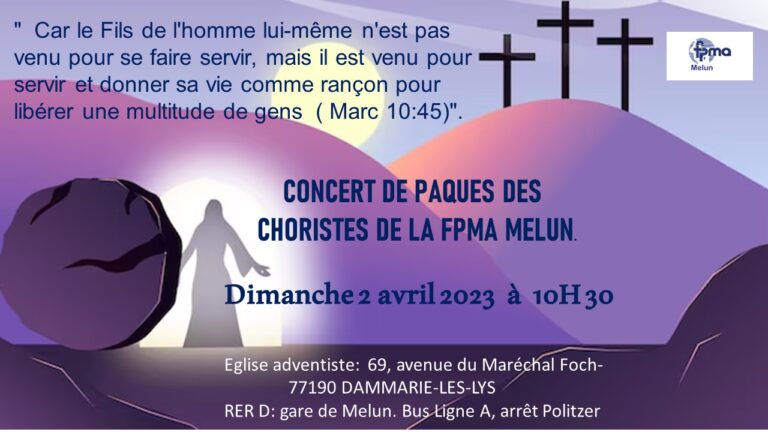 " Car le Fils de l'homme lui-même n'est pas
venu pour se faire servir, mais il est venu pour
servir et donner sa vie comme rançon pour
libérer une multitude de gens ( Marc 10:45)".
fpma
Melun
CONCERT DE PAQUES DES
CHORISTES DE LA FPMA MELUN.
Dimanche 2 avril 2023 à 10H 30
Eglise adventiste: 69, avenue du Maréchal Foch-
77190 DAMMARIE-LES-LYS
RER D: gare de Melun. Bus Ligne A, arrêt Politzer